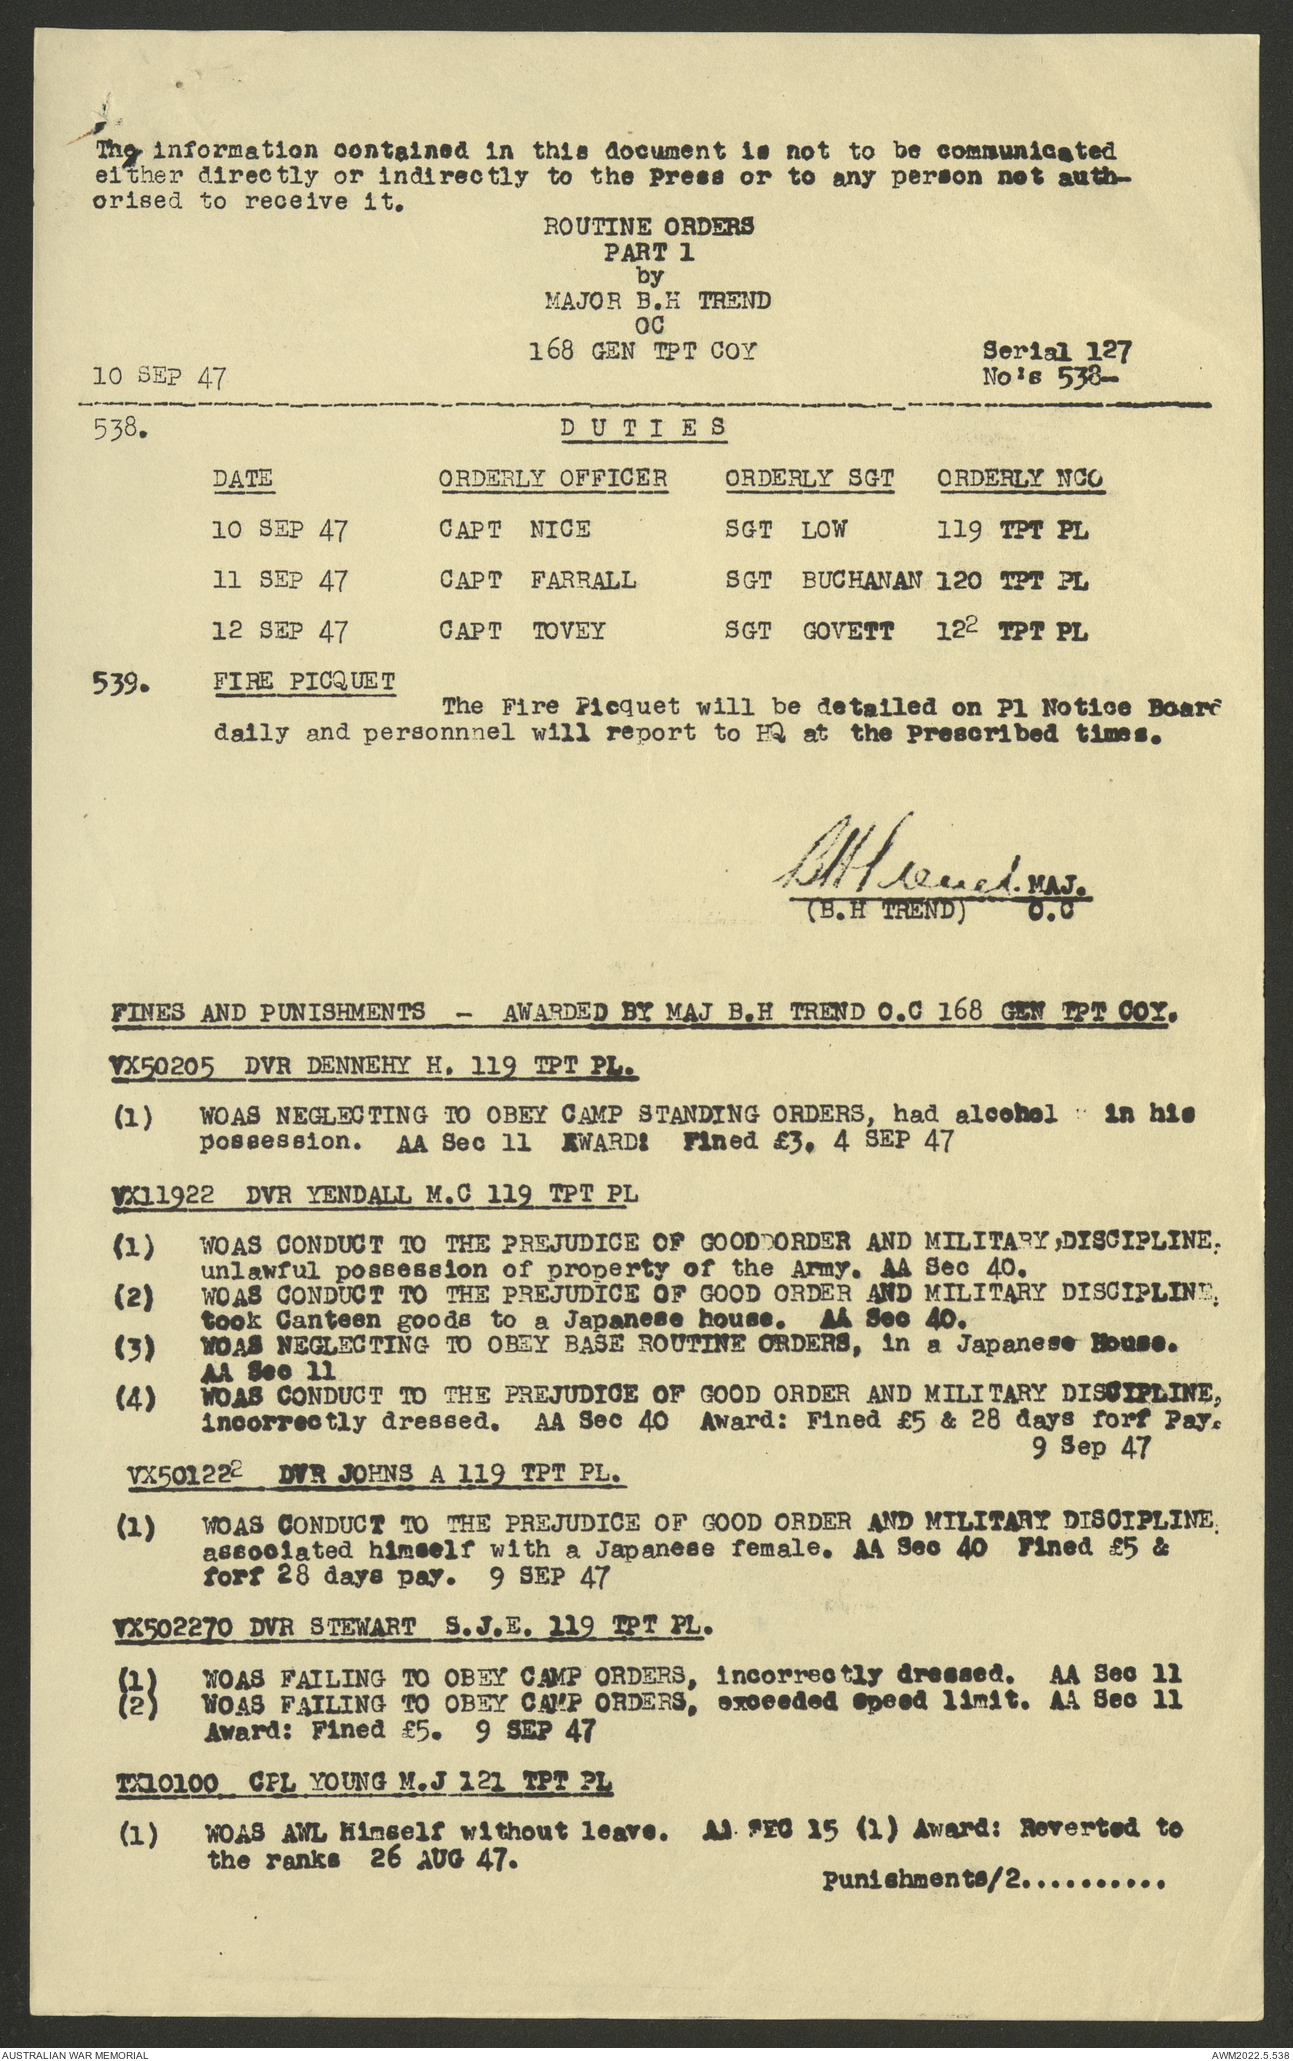 The information contained in this document is not to be communicated
either directly or indirectly to the Press or to any person not auth-
orised to receive it.
ROUTINE ORDERS
PART 1
by
MAJOR B.H TREND
OC
168 GEN TPT COY
Serial 127
10 SEP 47
No's 538-
538.
D U T I E S
DATE ORDERLY OFFICER ORDERLY SGT ORDERLY NCO
10 SEP 47 CAPT NICE SGT LOW 119 TPT PL
11 SEP 47 CAPT FARRALL SGT BUCHANAN 120 TPT PL
12 SEP 47 CAPT TOVEY SGT GOVETT 122 TPT PL
539. FIRE PICQUET
The Fire Picquet will be detailed on Pl Notice Board
daily and personnnel will report to HQ at the Prescribed times.
BHTrend. MAJ.
(B.H TREND) O.C
FINES AND PUNISHMENTS - AWARDED BY MAJ B.H TREND O.C 168 GEN TPT COY.
VX50205 DVR DENNEHY H. 119 TPT PL.
(1) WOAS NEGLECTING TO OBEY CAMP STANDING ORDERS, had alcohel in his
possession. AA Sec 11 AWARD: Fined £3. 4 SEP 47
VX11922 DVR YENDALL M.C 119 TPT PL
(1) WOAS CONDUCT TO THE PREJUDICE OF GOOD ORDER AND MILITARY,DISCIPLINE,
unlawful possession of property of the Army. AA Sec 40.
(2) WOAS CONDUCT TO THE PREJUDICE OF GOOD ORDER AND MILITARY DISCIPLINE,
took Canteen goods to a Japanese house. AA Sec 40.
(3) WOAS NEGLECTING TO OBEY BASE ROUTINE ORDERS, in a Japanese House.
AA Sec 11
(4) WOAS CONDUCT TO THE PREJUDICE OF GOOD ORDER AND MILITARY DISCIPLINE,
incorrectly dressed. AA Sec 40 Award: Fined £5 & 28 days forf Pay.
9 Sep 47
VX501222 DVR JOHNS A 119 TPT PL.
(1) WOAS CONDUCT TO THE PREJUDICE OF GOOD ORDER AND MILITARY DISCIPLINE,
associated himself with a Japanese female. AA Sec 40 Fined £5 &
forf 28 days pay. 9 SEP 47
VX502270 DVR STEWART S.J.E. 119 TPT PL.
(1) WOAS FAILING TO OBEY CAMP ORDERS, incorrectly dressed. AA Sec 11
(2) WOAS FAILING TO OBEY CAMP ORDERS, exceeded speed limit. AA Sec 11
Award: Fined £5. 9 SEP 47
TX10100 CPL YOUNG M.J 121 TPT PL
(1) WOAS AWL Himself without leave. AA SEC 15 (1) Award: Reverted to
the ranks 26 AUG 47.
Punishments/2..........
AUSTRALIAN WAR MEMORIAL
AWM2022.5.538